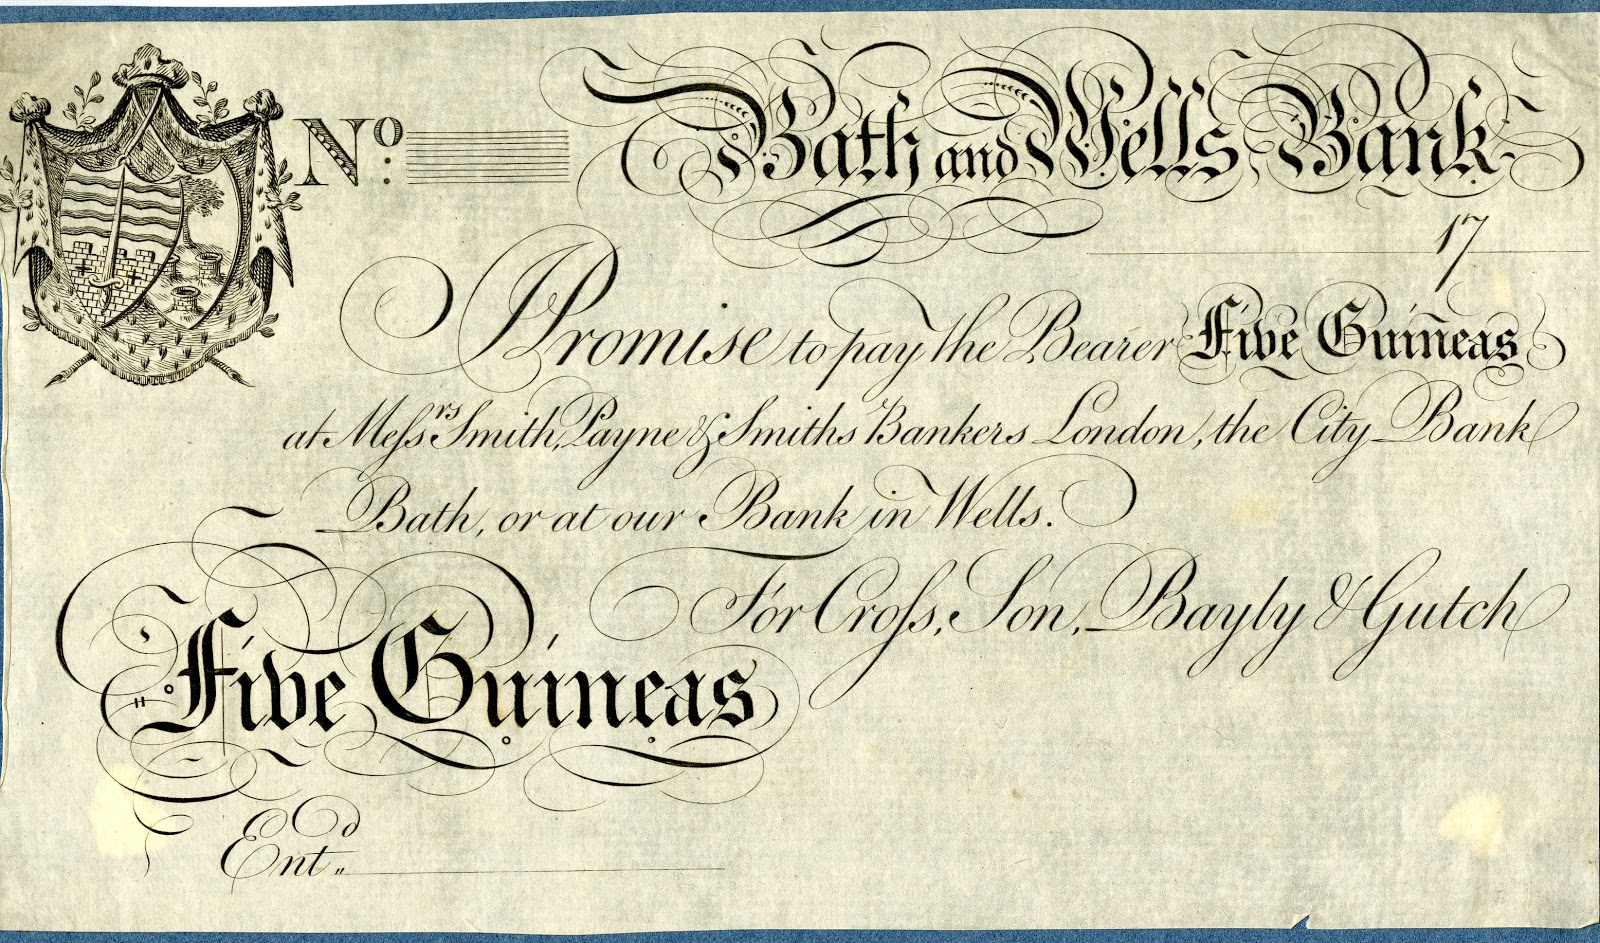 No:
Bath and Wells Bank
17
I Promise to pay the Bearer Five Guineas
at Messrs Smith, Payne & Smiths Bankers London, the City Bank
Bath, or at our Bank in Wells.
For Cross, Son, Bayly & Gutch
Five Guineas
Entd